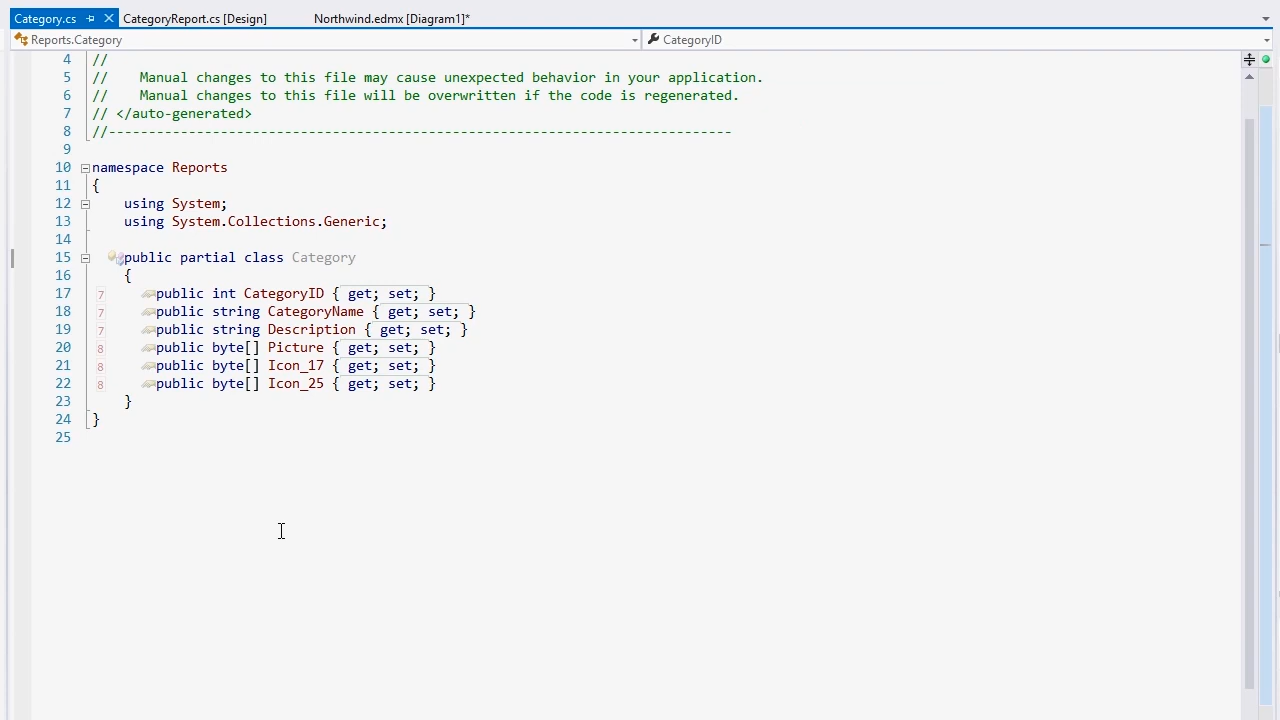 Category.cs CategoryReport.cs [Design] Northwind.edmx [Diagram1]*
Reports.Category CategoryID
4 //
5 //    Manual changes to this file may cause unexpected behavior in your application.
6 //    Manual changes to this file will be overwritten if the code is regenerated.
7 // </auto-generated>
8 //------------------------------------------------------------------------------
9
10 namespace Reports
11 {
12     using System;
13     using System.Collections.Generic;
14
15     public partial class Category
16     {
17 7 public int CategoryID { get; set; }
18 7 public string CategoryName { get; set; }
19 7 public string Description { get; set; }
20 8 public byte[] Picture { get; set; }
21 8 public byte[] Icon_17 { get; set; }
22 8 public byte[] Icon_25 { get; set; }
23     }
24 }
25